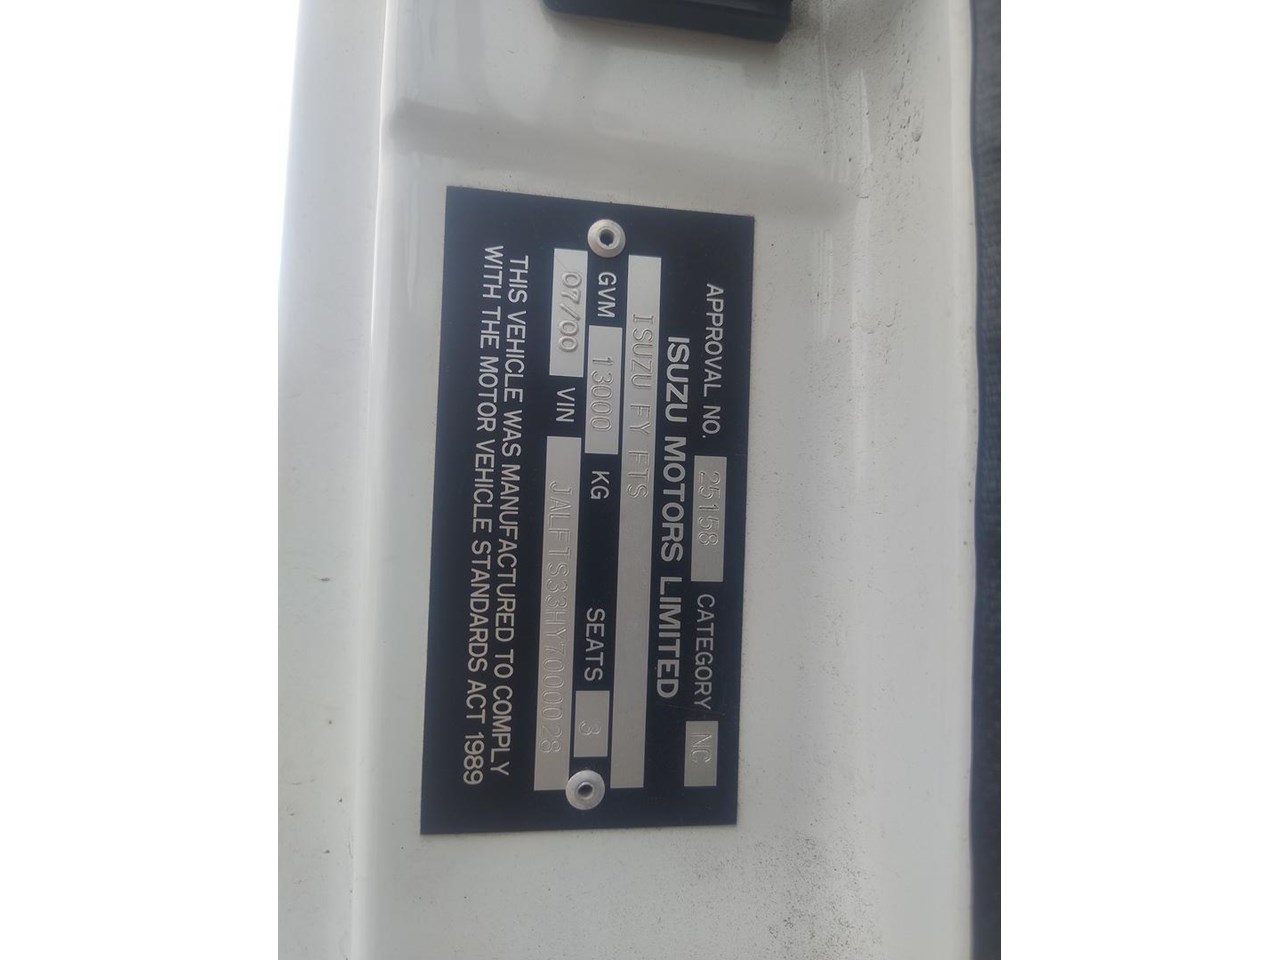 APPROVAL NO. 25158 CATEGORY NC
ISUZU MOTORS LIMITED
ISUZU FY FTS
GVM 13000 KG SEATS 3
07/00 VIN JALFTS33HY7000028
THIS VEHICLE WAS MANUFACTURED TO COMPLY
WITH THE MOTOR VEHICLE STANDARDS ACT 1989